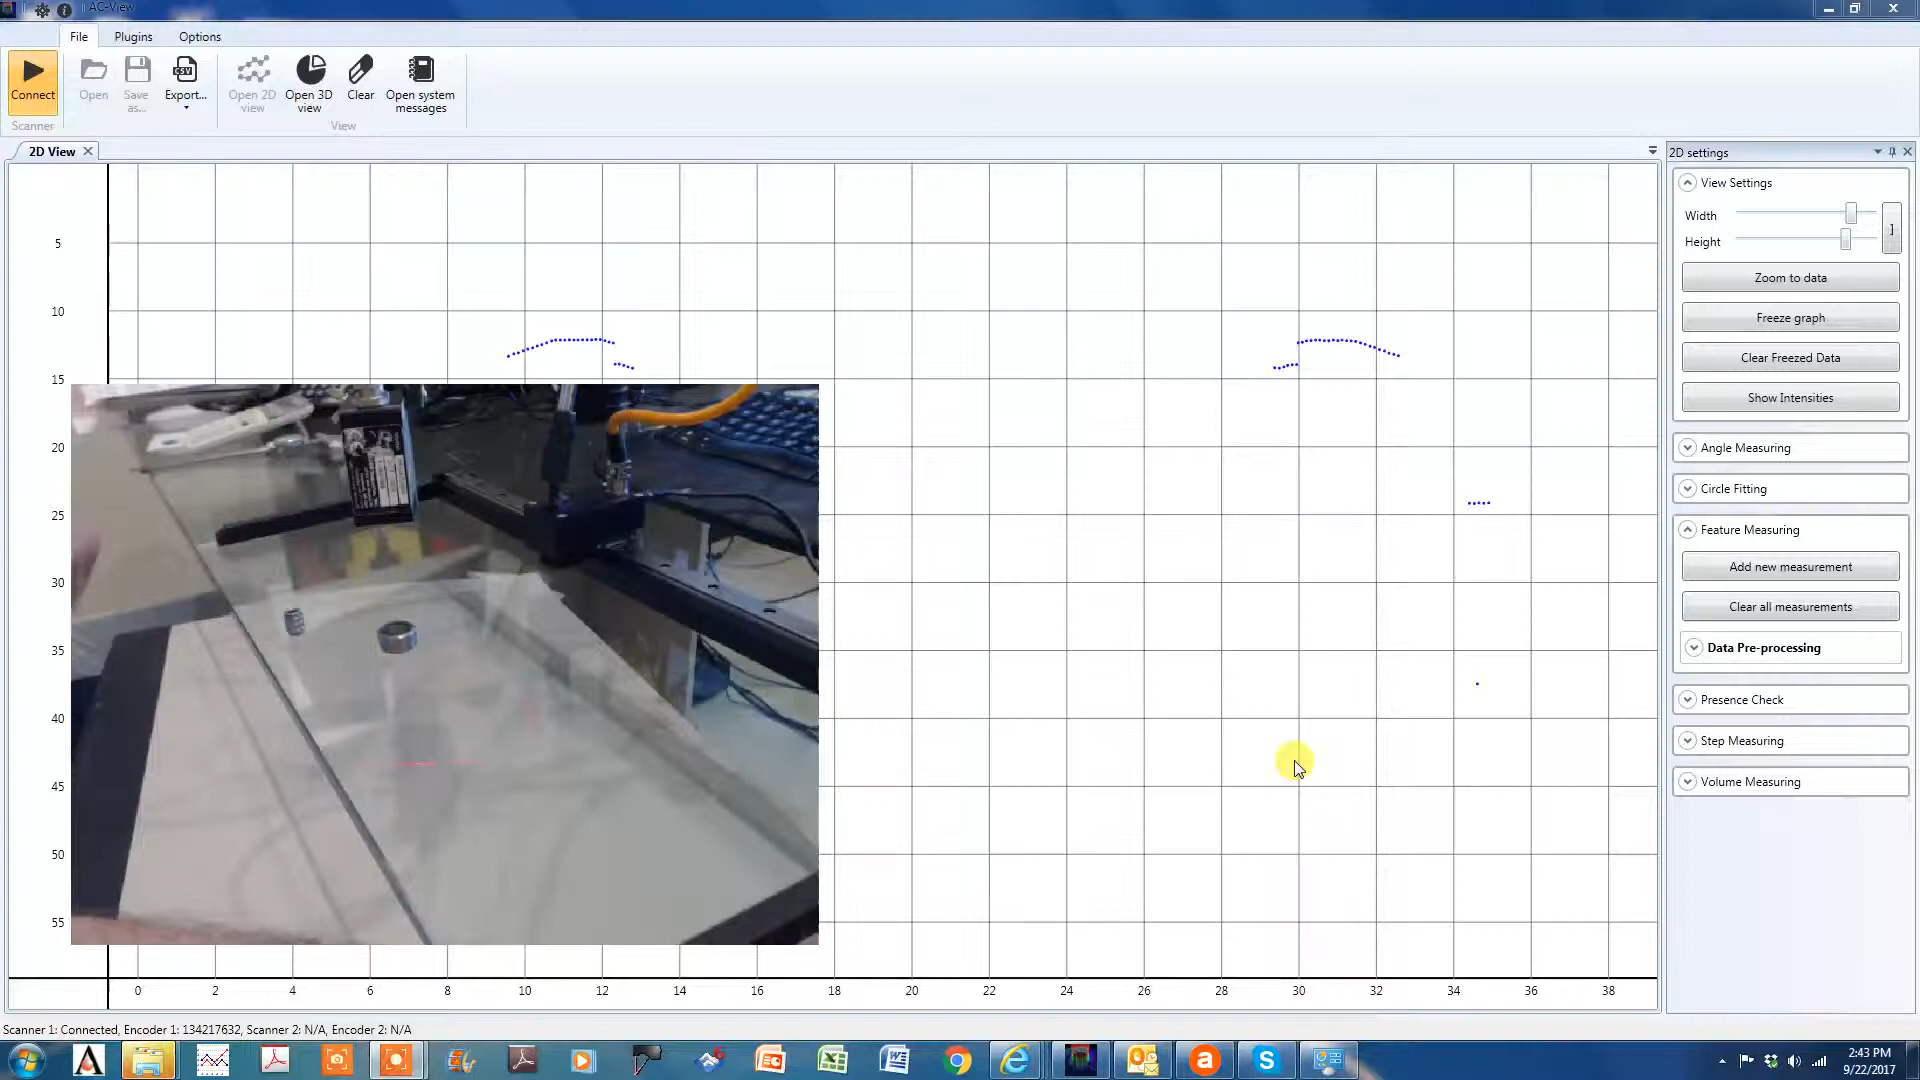 AC-View
File Plugins Options
Connect Open Save as... Export... Open 2D view Open 3D view Clear Open system messages
Scanner View
2D View
2D settings
View Settings
Width
Height
Zoom to data
Freeze graph
Clear Freezed Data
Show Intensities
Angle Measuring
Circle Fitting
Feature Measuring
Add new measurement
Clear all measurements
Data Pre-processing
Presence Check
Step Measuring
Volume Measuring
5
10
15
20
25
30
35
40
45
50
55
0 2 4 6 8 10 12 14 16 18 20 22 24 26 28 30 32 34 36 38
Scanner 1: Connected, Encoder 1: 134217632, Scanner 2: N/A, Encoder 2: N/A
2:43 PM
9/22/2017